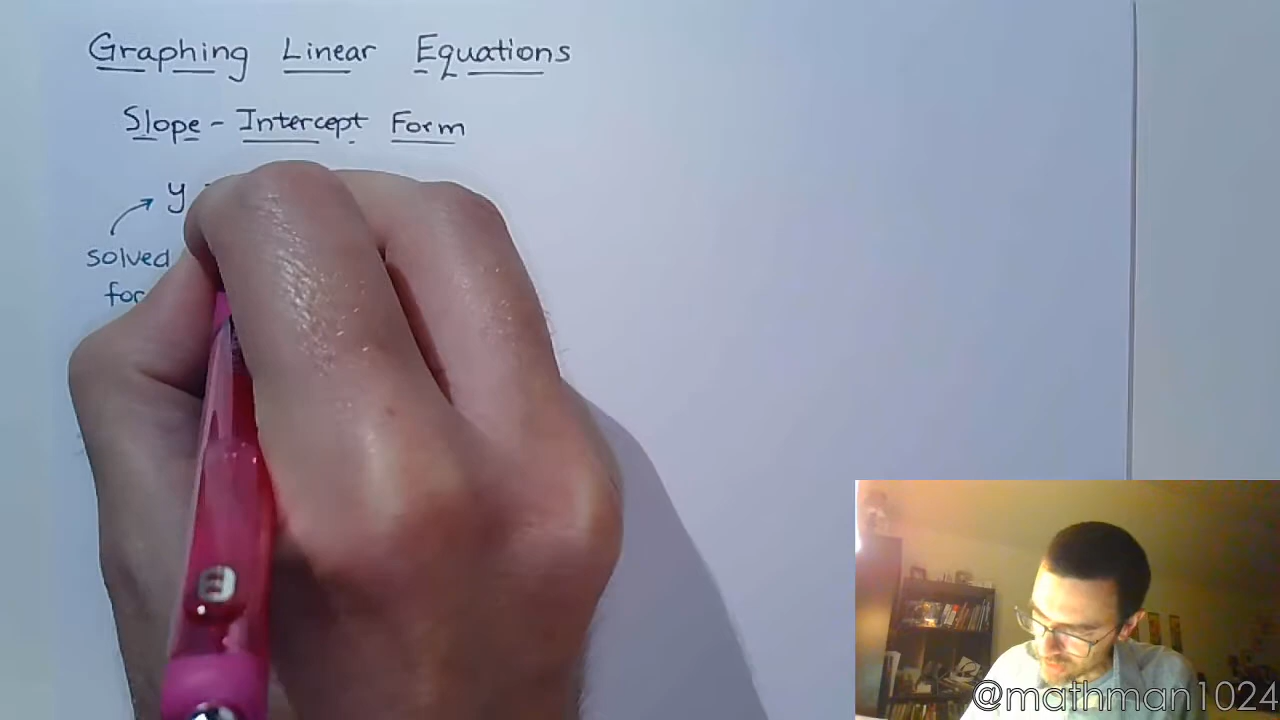 Graphing Linear Equations
Slope - Intercept Form
y
solved
for
@mathman1024